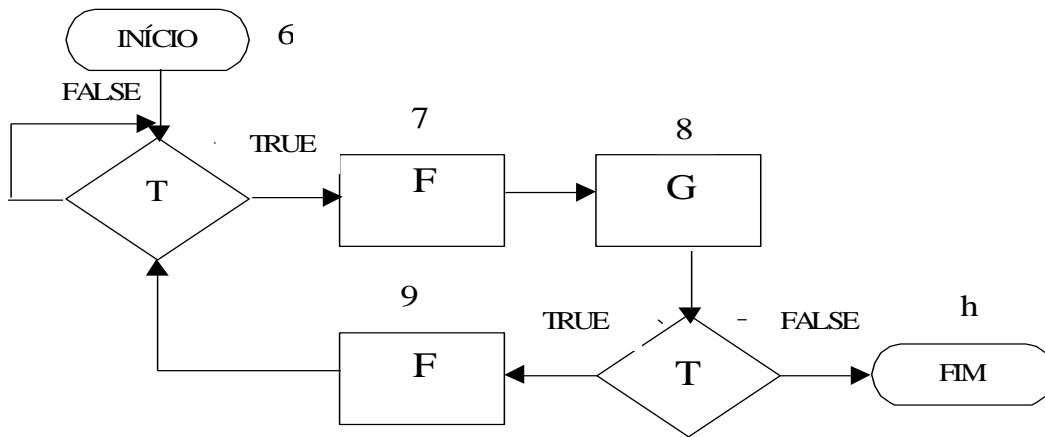 INÍCIO 6
FALSE
TRUE 7 8
T F G
9
TRUE FALSE h
F T FIM